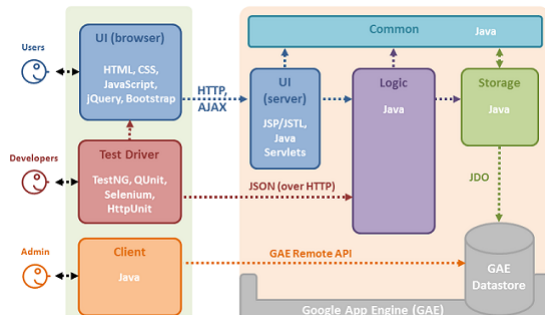 Users
UI (browser)
HTML, CSS,
JavaScript,
jQuery, Bootstrap
HTTP,
AJAX
Common
Java
UI
(server)
JSP/JSTL,
Java
Servlets
Logic
Java
Storage
Java
Developers
Test Driver
TestNG, QUnit,
Selenium,
HttpUnit
JSON (over HTTP)
JDO
Admin
Client
Java
GAE Remote API
GAE
Datastore
Google App Engine (GAE)